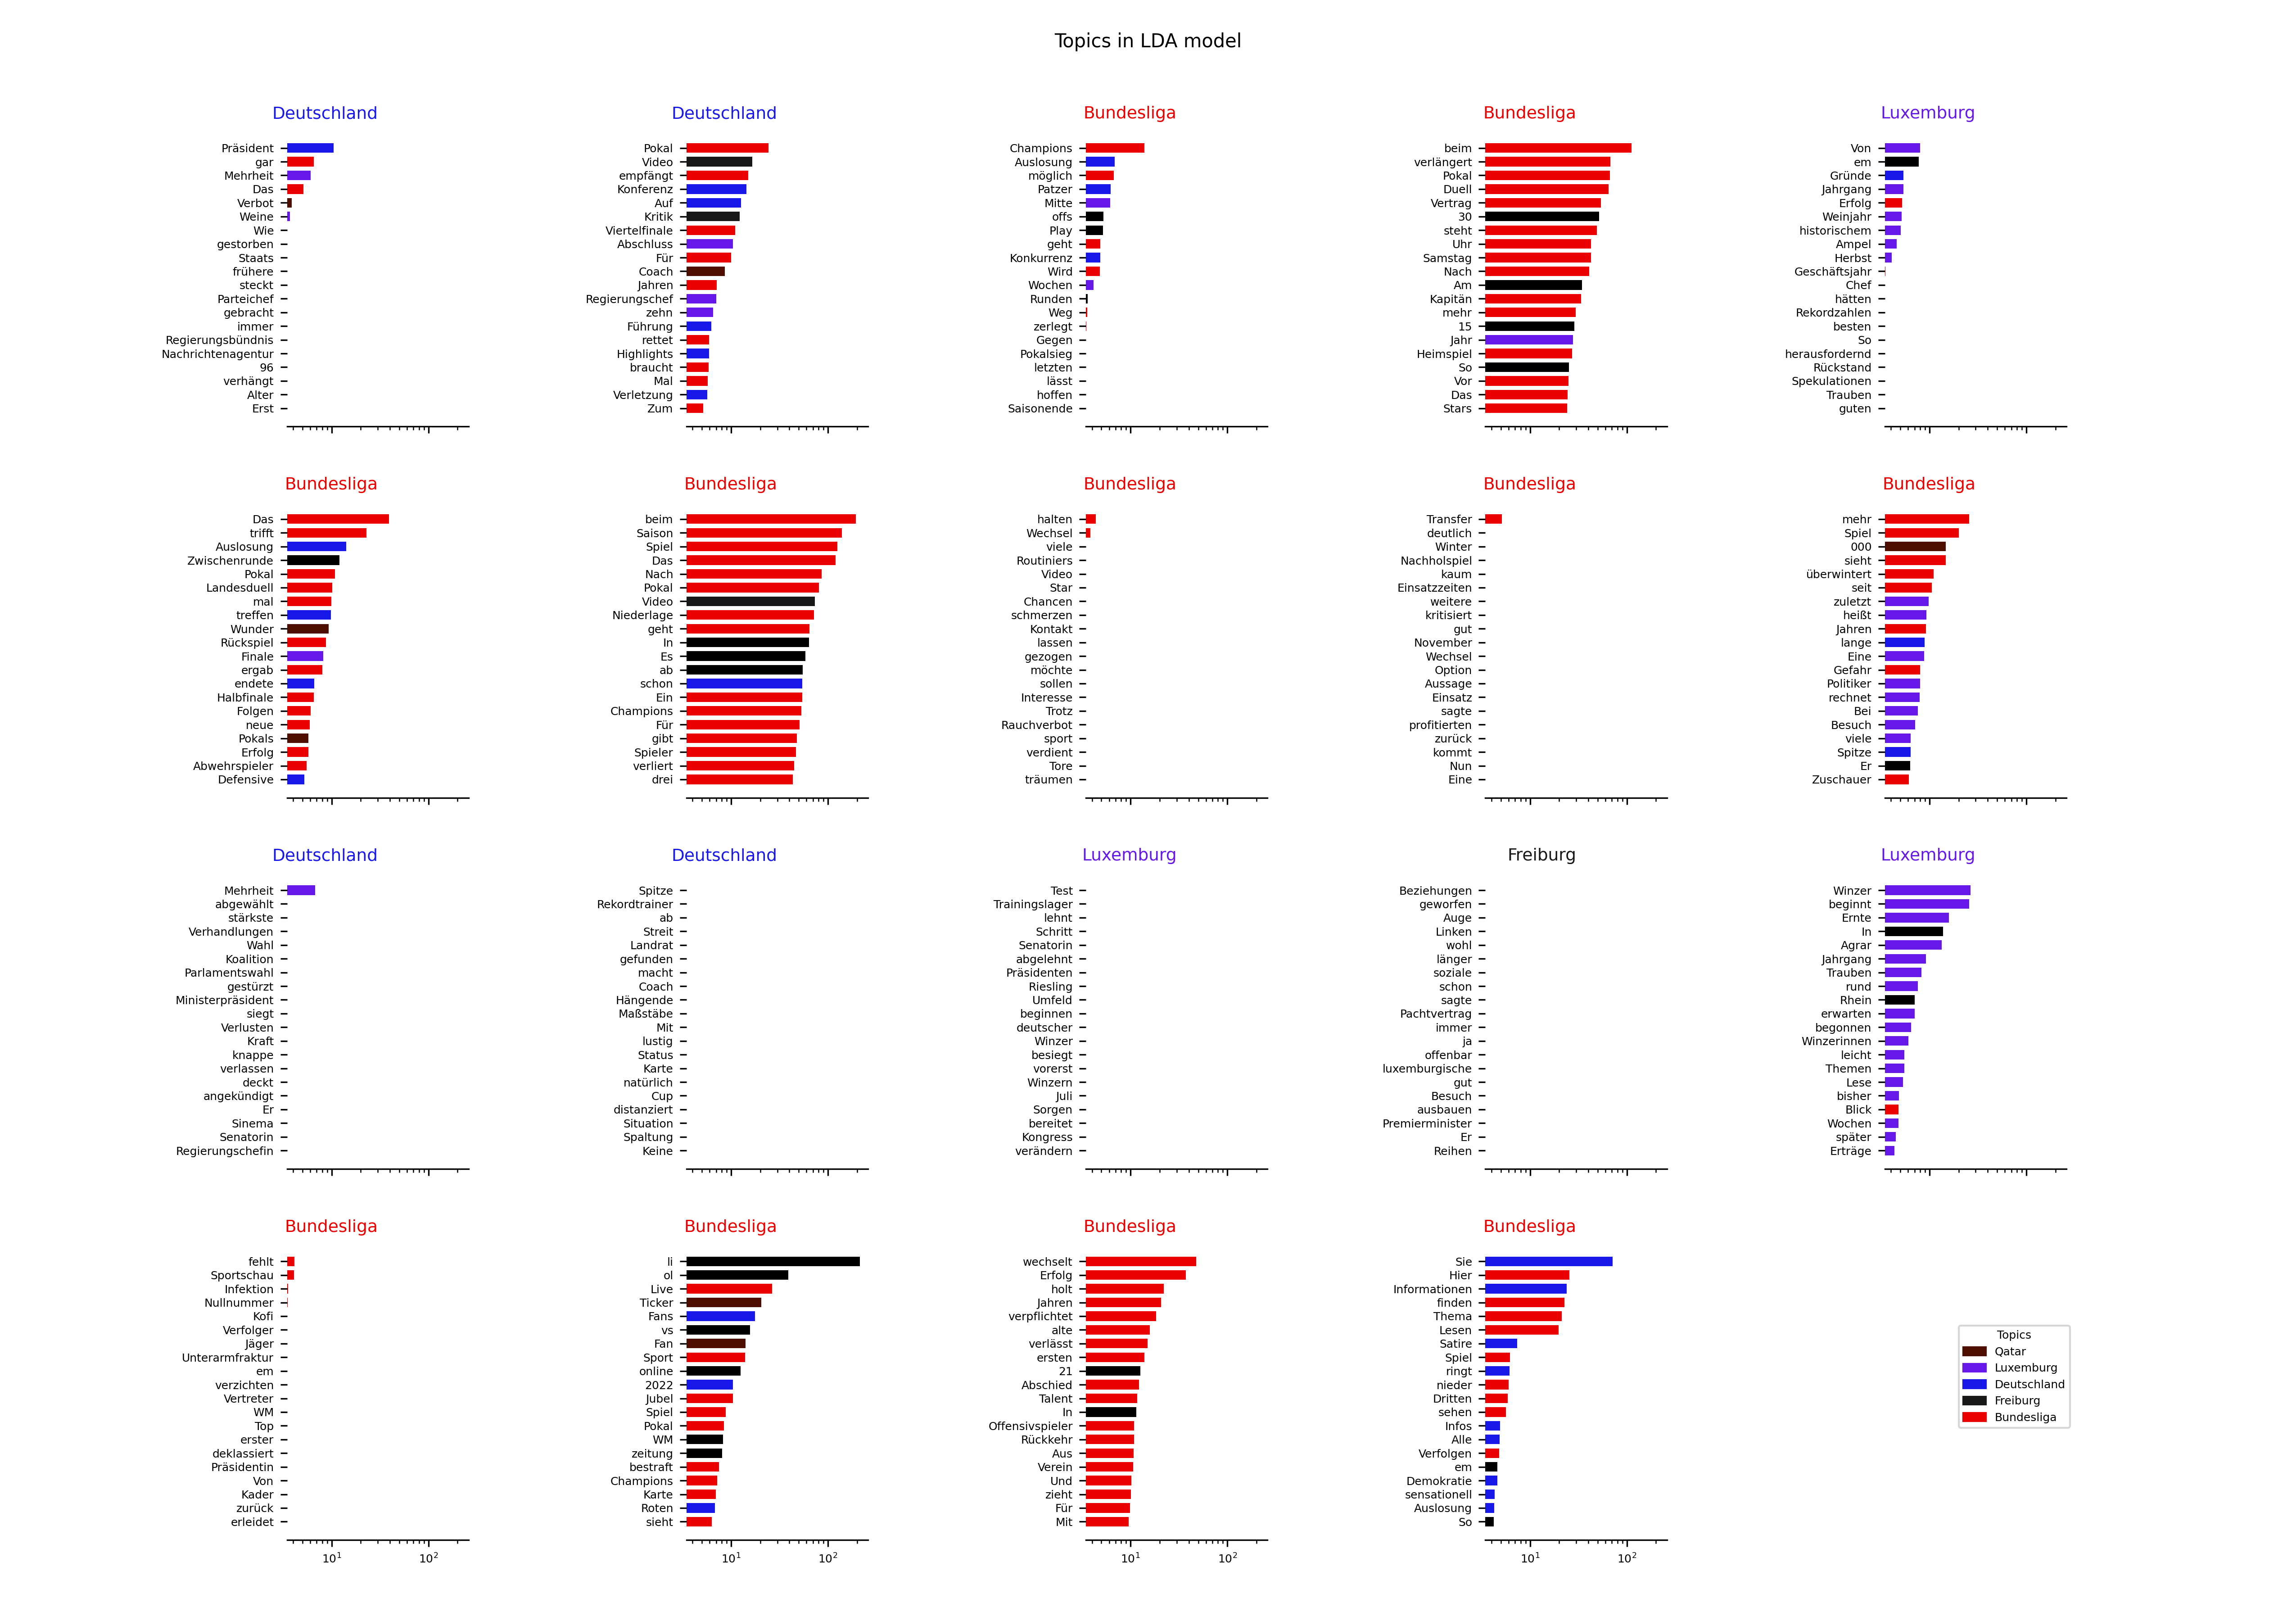 Topics in LDA model
Deutschland
Präsident
gar
Mehrheit
Das
Verbot
Weine
Wie
gestorben
Staats
frühere
steckt
Parteichef
gebracht
immer
Regierungsbündnis
Nachrichtenagentur
96
verhängt
Alter
Erst
Deutschland
Pokal
Video
empfängt
Konferenz
Auf
Kritik
Viertelfinale
Abschluss
Für
Coach
Jahren
Regierungschef
zehn
Führung
rettet
Highlights
braucht
Mal
Verletzung
Zum
Bundesliga
Champions
Auslosung
möglich
Patzer
Mitte
offs
Play
geht
Konkurrenz
Wird
Wochen
Runden
Weg
zerlegt
Gegen
Pokalsieg
letzten
lässt
hoffen
Saisonende
Bundesliga
beim
verlängert
Pokal
Duell
Vertrag
30
steht
Uhr
Samstag
Nach
Am
Kapitän
mehr
15
Jahr
Heimspiel
So
Vor
Das
Stars
Luxemburg
Von
em
Gründe
Jahrgang
Erfolg
Weinjahr
historischem
Ampel
Herbst
Geschäftsjahr
Chef
hätten
Rekordzahlen
besten
So
herausfordernd
Rückstand
Spekulationen
Trauben
guten
Bundesliga
Das
trifft
Auslosung
Zwischenrunde
Pokal
Landesduell
mal
treffen
Wunder
Rückspiel
Finale
ergab
endete
Halbfinale
Folgen
neue
Pokals
Erfolg
Abwehrspieler
Defensive
Bundesliga
beim
Saison
Spiel
Das
Nach
Pokal
Video
Niederlage
geht
In
Es
ab
schon
Ein
Champions
Für
gibt
Spieler
verliert
drei
Bundesliga
halten
Wechsel
viele
Routiniers
Video
Star
Chancen
schmerzen
Kontakt
lassen
gezogen
möchte
sollen
Interesse
Trotz
Rauchverbot
sport
verdient
Tore
träumen
Bundesliga
Transfer
deutlich
Winter
Nachholspiel
kaum
Einsatzzeiten
weitere
kritisiert
gut
November
Wechsel
Option
Aussage
Einsatz
sagte
profitierten
zurück
kommt
Nun
Eine
Bundesliga
mehr
Spiel
000
sieht
überwintert
seit
zuletzt
heißt
Jahren
lange
Eine
Gefahr
Politiker
rechnet
Bei
Besuch
viele
Spitze
Er
Zuschauer
Deutschland
Mehrheit
abgewählt
stärkste
Verhandlungen
Wahl
Koalition
Parlamentswahl
gestürzt
Ministerpräsident
siegt
Verlusten
Kraft
knappe
verlassen
deckt
angekündigt
Er
Sinema
Senatorin
Regierungschefin
Deutschland
Spitze
Rekordtrainer
ab
Streit
Landrat
gefunden
macht
Coach
Hängende
Maßstäbe
Mit
lustig
Status
Karte
natürlich
Cup
distanziert
Situation
Spaltung
Keine
Luxemburg
Test
Trainingslager
lehnt
Schritt
Senatorin
abgelehnt
Präsidenten
Riesling
Umfeld
beginnen
deutscher
Winzer
besiegt
vorerst
Winzern
Juli
Sorgen
bereitet
Kongress
verändern
Freiburg
Beziehungen
geworfen
Auge
Linken
wohl
länger
soziale
schon
sagte
Pachtvertrag
immer
ja
offenbar
luxemburgische
gut
Besuch
ausbauen
Premierminister
Er
Reihen
Luxemburg
Winzer
beginnt
Ernte
In
Agrar
Jahrgang
Trauben
rund
Rhein
erwarten
begonnen
Winzerinnen
leicht
Themen
Lese
bisher
Blick
Wochen
später
Erträge
Bundesliga
fehlt
Sportschau
Infektion
Nullnummer
Kofi
Verfolger
Jäger
Unterarmfraktur
em
verzichten
Vertreter
WM
Top
erster
deklassiert
Präsidentin
Von
Kader
zurück
erleidet
10¹ 10²
Bundesliga
li
ol
Live
Ticker
Fans
vs
Fan
Sport
online
2022
Jubel
Spiel
Pokal
WM
zeitung
bestraft
Champions
Karte
Roten
sieht
10¹ 10²
Bundesliga
wechselt
Erfolg
holt
Jahren
verpflichtet
alte
verlässt
ersten
21
Abschied
Talent
In
Offensivspieler
Rückkehr
Aus
Verein
Und
zieht
Für
Mit
10¹ 10²
Bundesliga
Sie
Hier
Informationen
finden
Thema
Lesen
Satire
Spiel
ringt
nieder
Dritten
sehen
Infos
Alle
Verfolgen
em
Demokratie
sensationell
Auslosung
So
10¹ 10²
Topics
Qatar
Luxemburg
Deutschland
Freiburg
Bundesliga